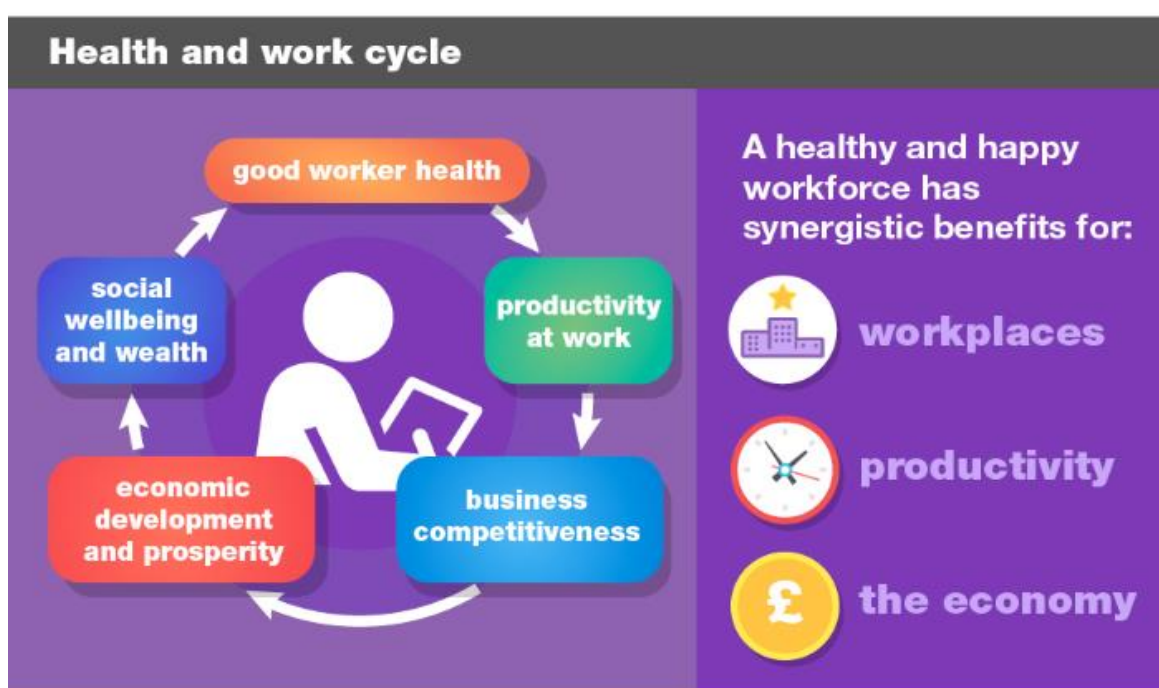 Health and work cycle
good worker health
productivity
at work
business
competitiveness
economic
development
and prosperity
social
wellbeing
and wealth
A healthy and happy
workforce has
synergistic benefits for:
workplaces
productivity
£
the economy